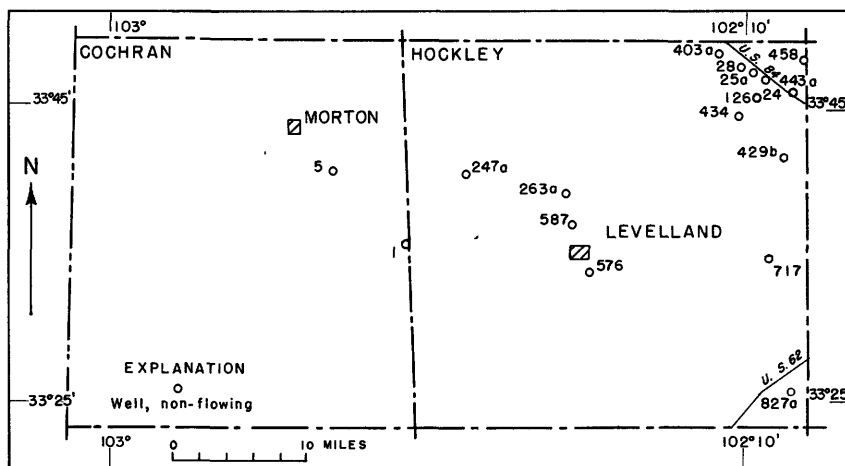 103° 102° 10'
COCHRAN HOCKLEY
403a U.S. 84 458
28
25a 443a
126 24
33°45' 33°45'
434
MORTON
429b
N
5 247a
263a
587 LEVELLAND
1
576 717
EXPLANATION
Well, non-flowing
U.S. 62
33°25' 33°25'
827a
103° 102° 10'
0 10 MILES